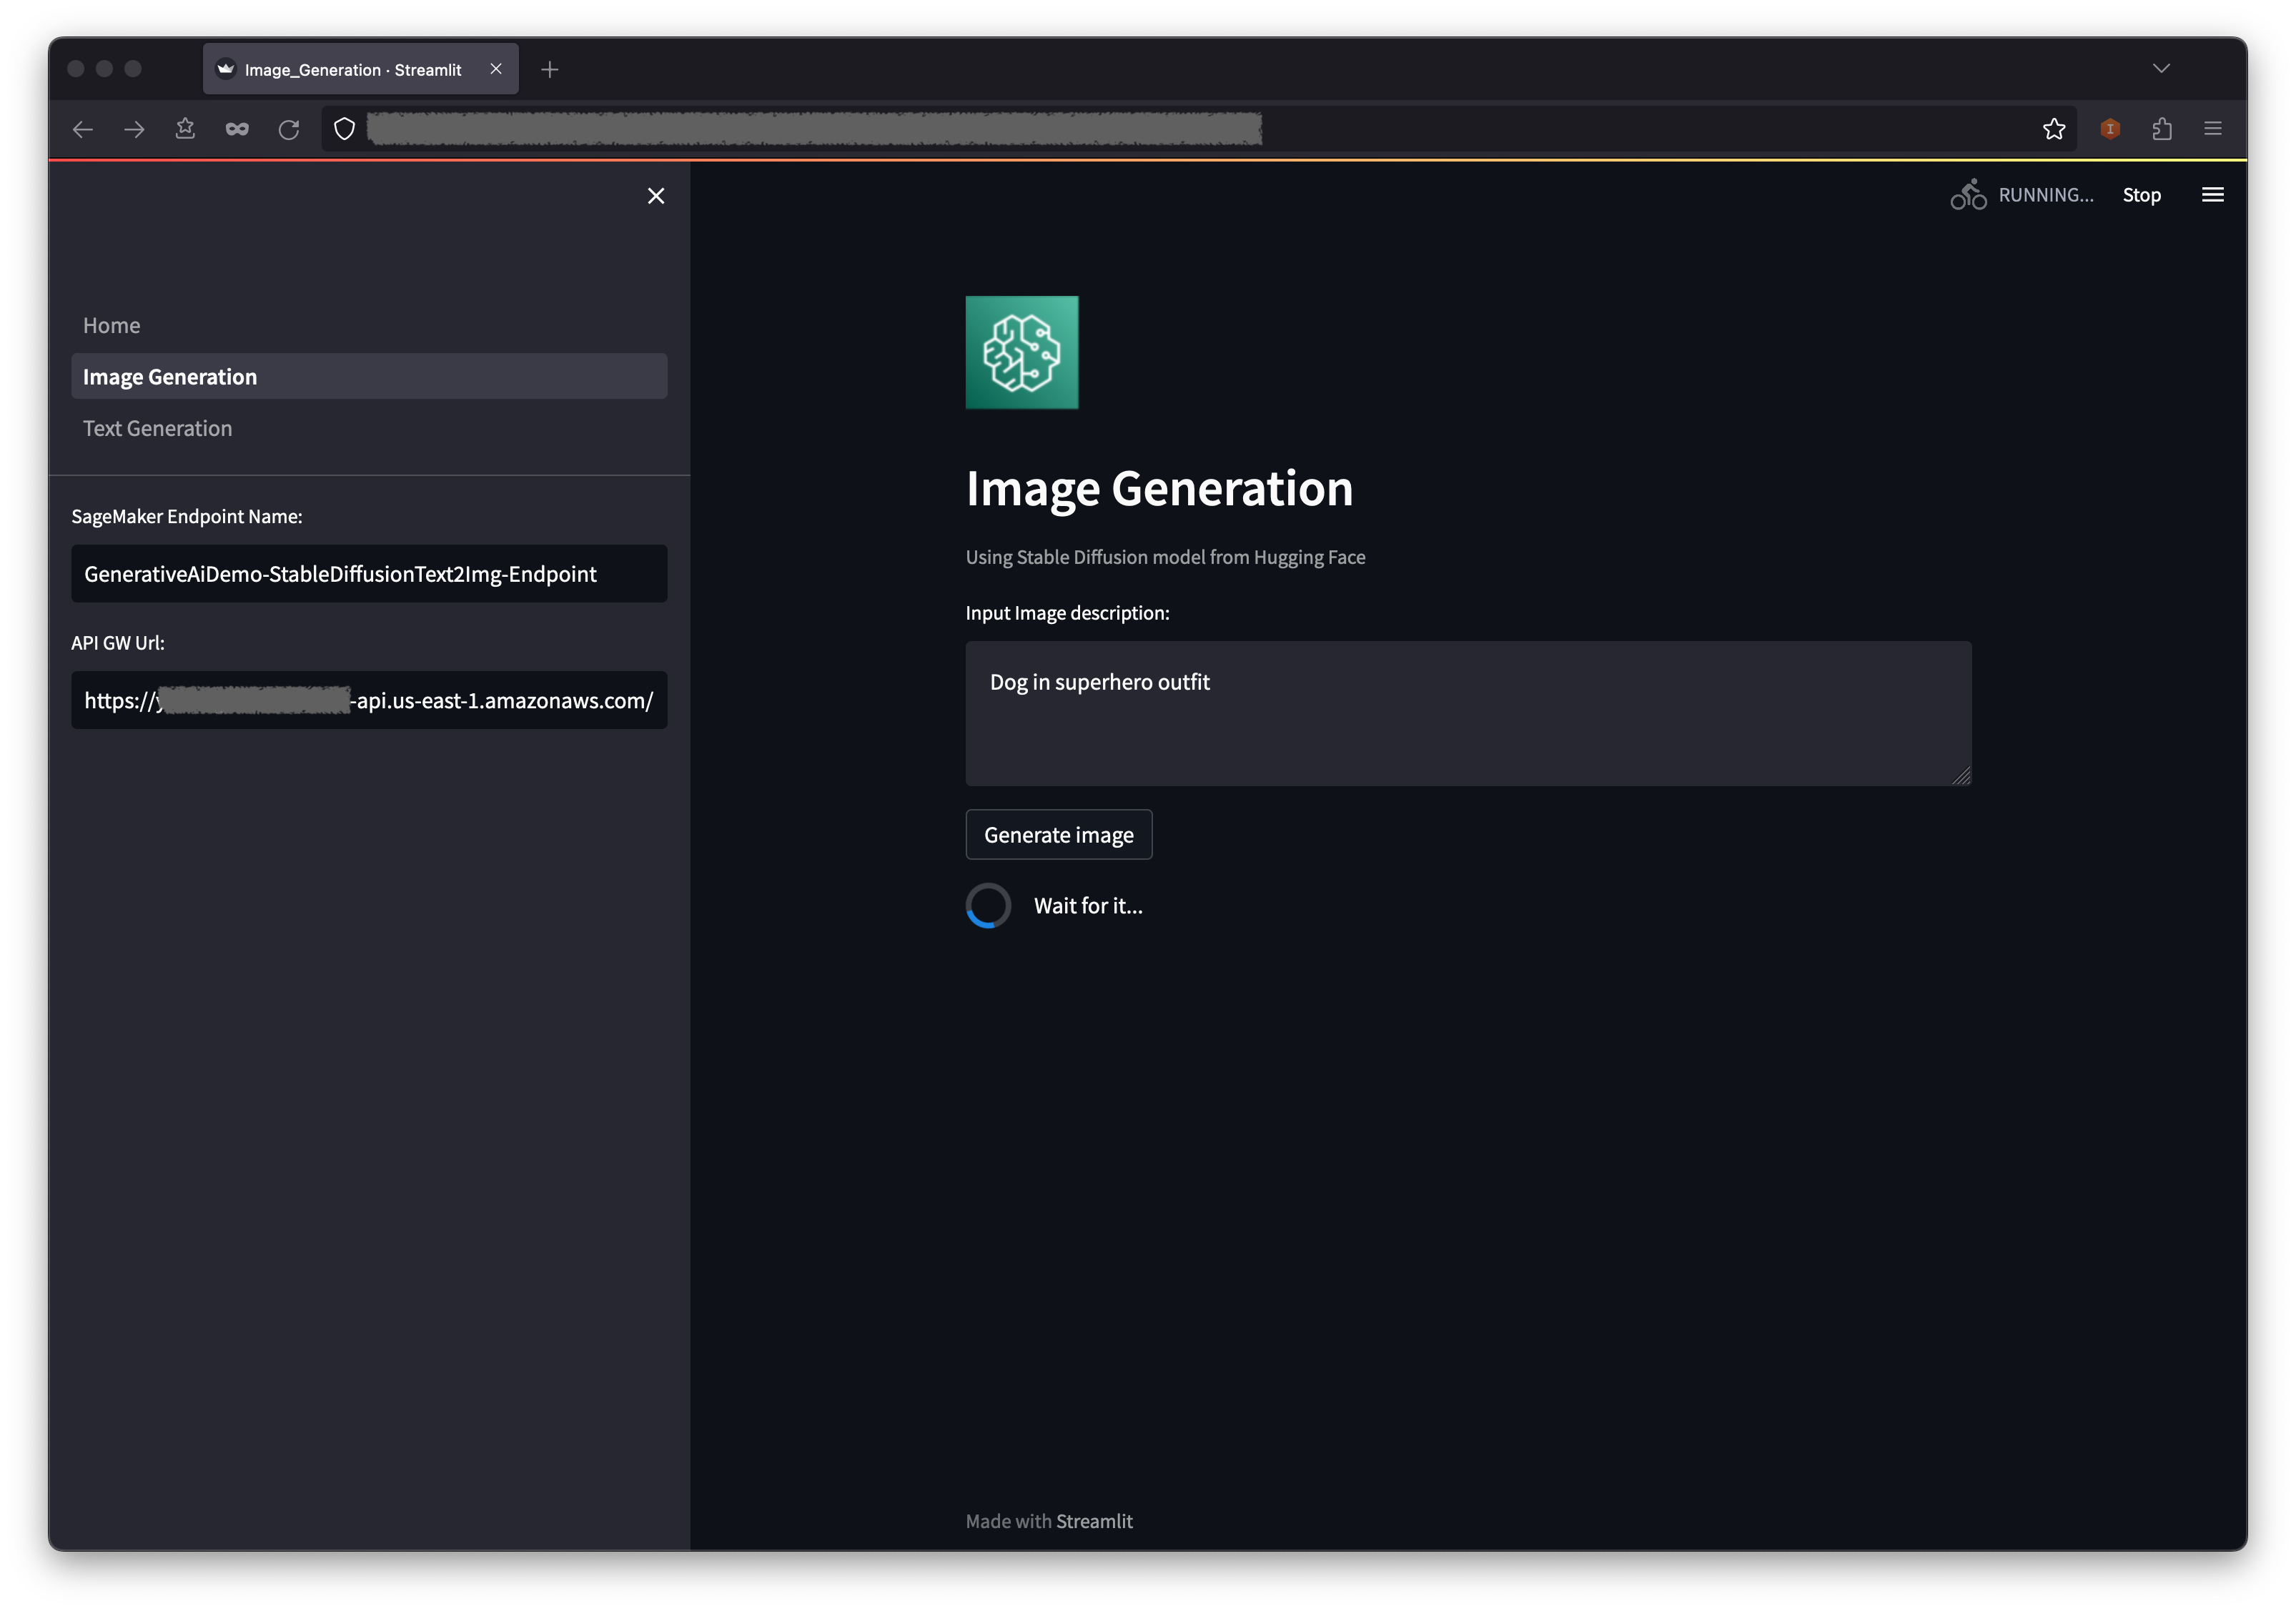 Image_Generation · Streamlit
RUNNING...
Stop
Home
Image Generation
Text Generation
SageMaker Endpoint Name:
GenerativeAiDemo-StableDiffusionText2Img-Endpoint
API GW Url:
https:// -api.us-east-1.amazonaws.com/
Image Generation
Using Stable Diffusion model from Hugging Face
Input Image description:
Dog in superhero outfit
Generate image
Wait for it...
Made with Streamlit